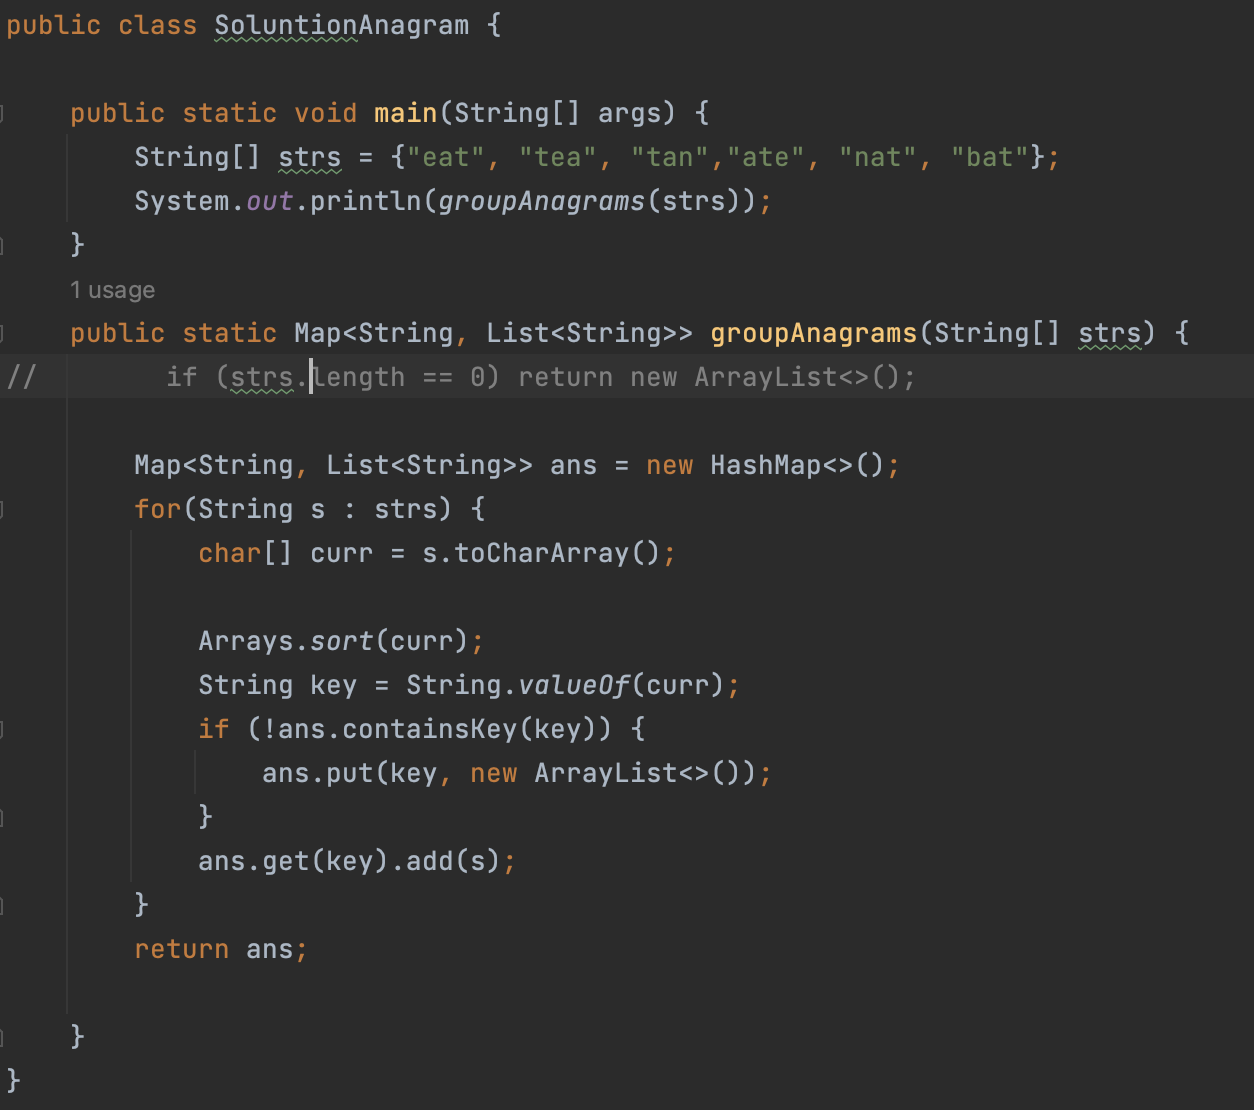 public class SoluntionAnagram {
public static void main(String[] args) {
String[] strs = {"eat", "tea", "tan","ate", "nat", "bat"};
System.out.println(groupAnagrams(strs));
}
1 usage
public static Map<String, List<String>> groupAnagrams(String[] strs) {
//        if (strs.length == 0) return new ArrayList<>();
Map<String, List<String>> ans = new HashMap<>();
for(String s : strs) {
char[] curr = s.toCharArray();
Arrays.sort(curr);
String key = String.valueOf(curr);
if (!ans.containsKey(key)) {
ans.put(key, new ArrayList<>());
}
ans.get(key).add(s);
}
return ans;
}
}